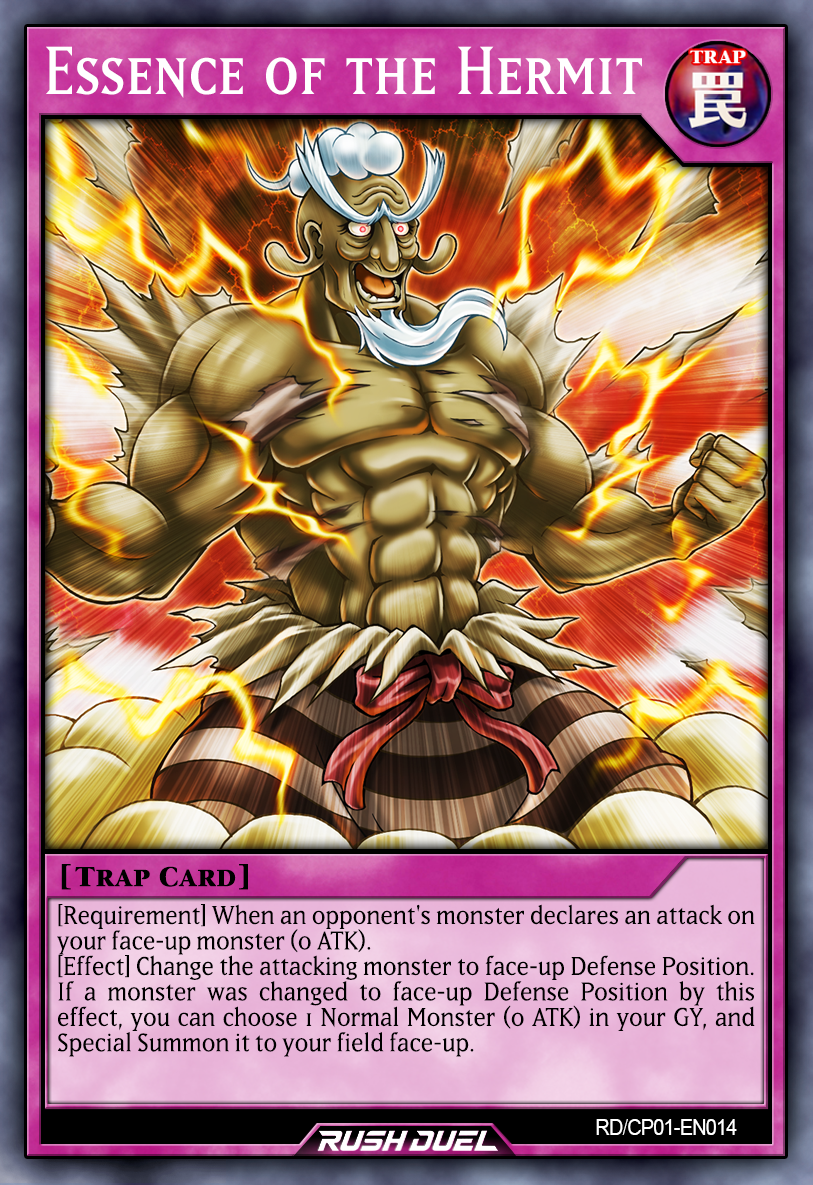 Essence of the Hermit
TRAP
罠
[Trap Card]
[Requirement] When an opponent's monster declares an attack on
your face-up monster (0 ATK).
[Effect] Change the attacking monster to face-up Defense Position.
If a monster was changed to face-up Defense Position by this
effect, you can choose 1 Normal Monster (0 ATK) in your GY, and
Special Summon it to your field face-up.
RD/CP01-EN014
RUSH DUEL